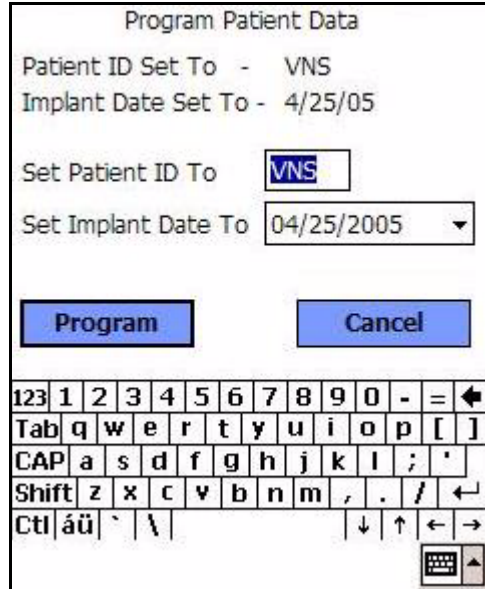 Program Patient Data
Patient ID Set To - VNS
Implant Date Set To - 4/25/05
Set Patient ID To VNS
Set Implant Date To 04/25/2005
Program Cancel
123 1 2 3 4 5 6 7 8 9 0 - =
Tab q w e r t y u i o p [ ]
CAP a s d f g h j k l ; '
Shift z x c v b n m , . /
Ctl áü ` \ ↓ ↑ ← →